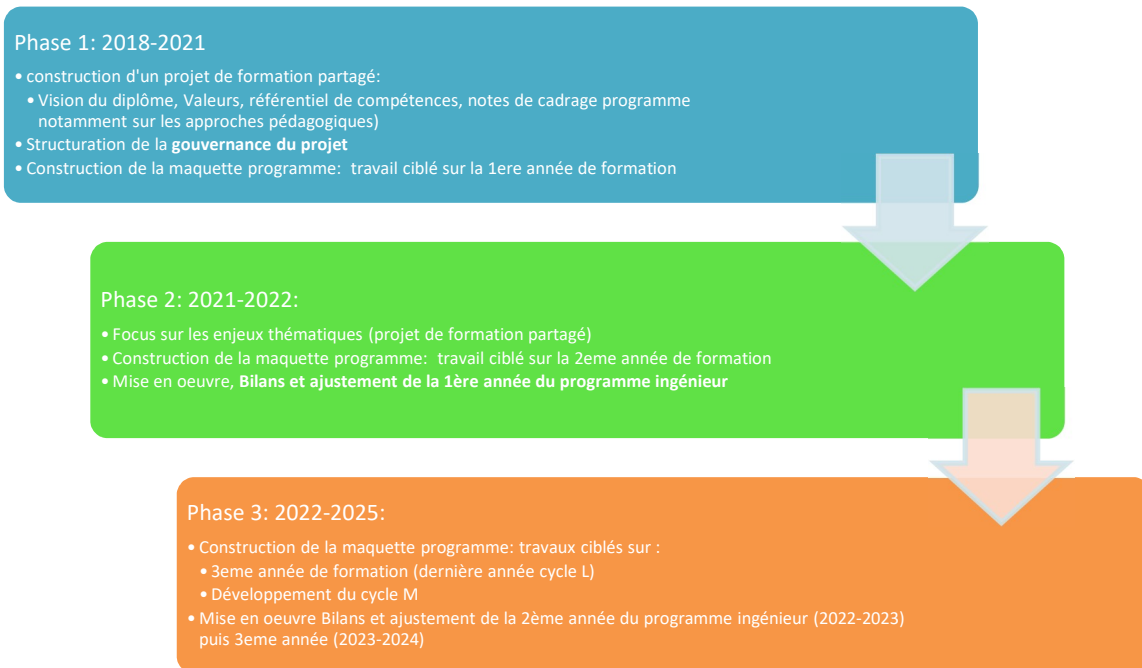 Phase 1: 2018-2021
• construction d'un projet de formation partagé:
• Vision du diplôme, Valeurs, référentiel de compétences, notes de cadrage programme
notamment sur les approches pédagogiques)
• Structuration de la gouvernance du projet
• Construction de la maquette programme: travail ciblé sur la 1ere année de formation
Phase 2: 2021-2022:
• Focus sur les enjeux thématiques (projet de formation partagé)
• Construction de la maquette programme: travail ciblé sur la 2eme année de formation
• Mise en oeuvre, Bilans et ajustement de la 1ère année du programme ingénieur
Phase 3: 2022-2025:
• Construction de la maquette programme: travaux ciblés sur :
• 3eme année de formation (dernière année cycle L)
• Développement du cycle M
• Mise en oeuvre Bilans et ajustement de la 2ème année du programme ingénieur (2022-2023)
puis 3eme année (2023-2024)